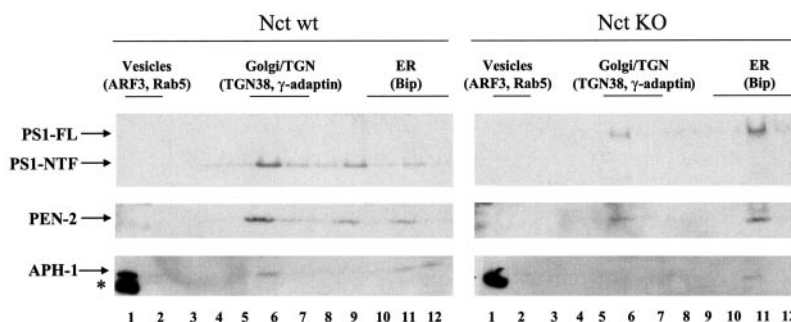 Nct wt Nct KO
Vesicles Golgi/TGN ER Vesicles Golgi/TGN ER
(ARF3, Rab5) (TGN38, γ-adaptin) (Bip) (ARF3, Rab5) (TGN38, γ-adaptin) (Bip)
PS1-FL
PS1-NTF
PEN-2
APH-1
*
1 2 3 4 5 6 7 8 9 10 11 12 1 2 3 4 5 6 7 8 9 10 11 12